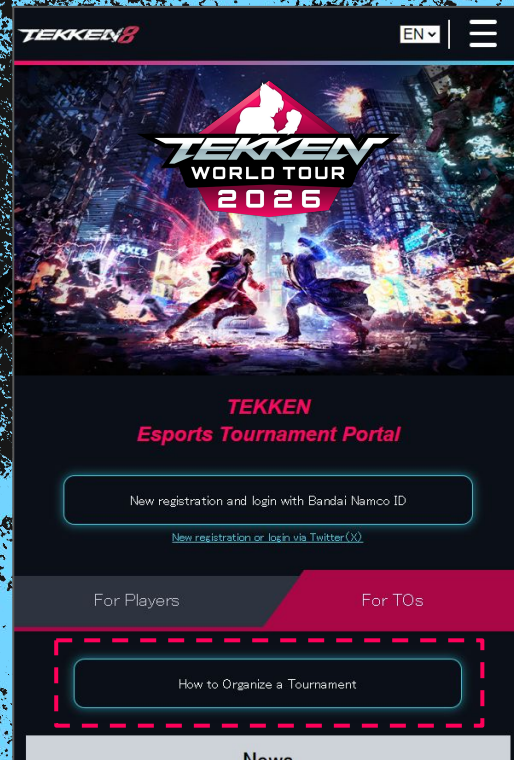 TEKKEN8
EN
TEKKEN
WORLD TOUR
2026
TEKKEN
Esports Tournament Portal
New registration and login with Bandai Namco ID
New registration or login via Twitter(X)
For Players
For TOs
How to Organize a Tournament
News